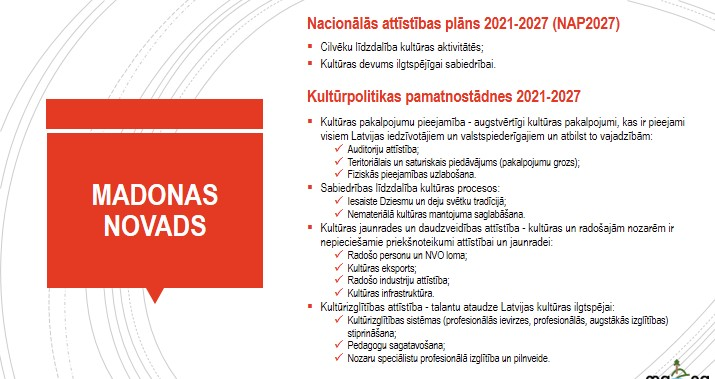 MADONAS
NOVADS
Nacionālās attīstības plāns 2021-2027 (NAP2027)
▪ Cilvēku līdzdalība kultūras aktivitātēs;
▪ Kultūras devums ilgtspējīgai sabiedrībai.
Kultūrpolitikas pamatnostādnes 2021-2027
▪ Kultūras pakalpojumu pieejamība - augstvērtīgi kultūras pakalpojumi, kas ir pieejami
visiem Latvijas iedzīvotājiem un valstspiederīgajiem un atbilst to vajadzībām:
✓ Auditoriju attīstība;
✓ Teritoriālais un saturiskais piedāvājums (pakalpojumu grozs);
✓ Fiziskās pieejamības uzlabošana.
▪ Sabiedrības līdzdalība kultūras procesos:
✓ Iesaiste Dziesmu un deju svētku tradīcijā;
✓ Nemateriālā kultūras mantojuma saglabāšana.
▪ Kultūras jaunrades un daudzveidības attīstība - kultūras un radošajām nozarēm ir
nepieciešamie priekšnoteikumi attīstībai un jaunradei:
✓ Radošo personu un NVO loma;
✓ Kultūras eksports;
✓ Radošo industriju attīstība;
✓ Kultūras infrastruktūra.
▪ Kultūrizglītības attīstība - talantu ataudze Latvijas kultūras ilgtspējai:
✓ Kultūrizglītības sistēmas (profesionālās ievirzes, profesionālās, augstākās izglītības)
stiprināšana;
✓ Pedagogu sagatavošana;
✓ Nozaru speciālistu profesionālā izglītība un pilnveide.